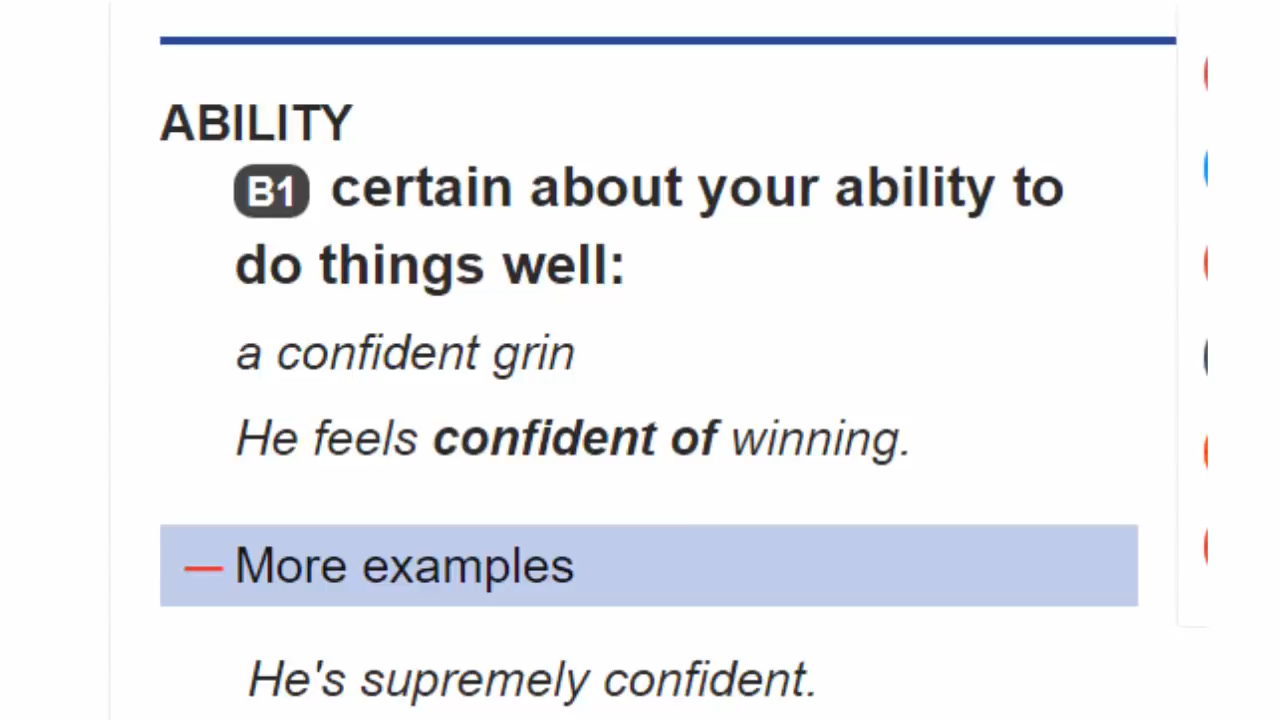 ABILITY
B1 certain about your ability to
do things well:
a confident grin
He feels confident of winning.
More examples
He's supremely confident.